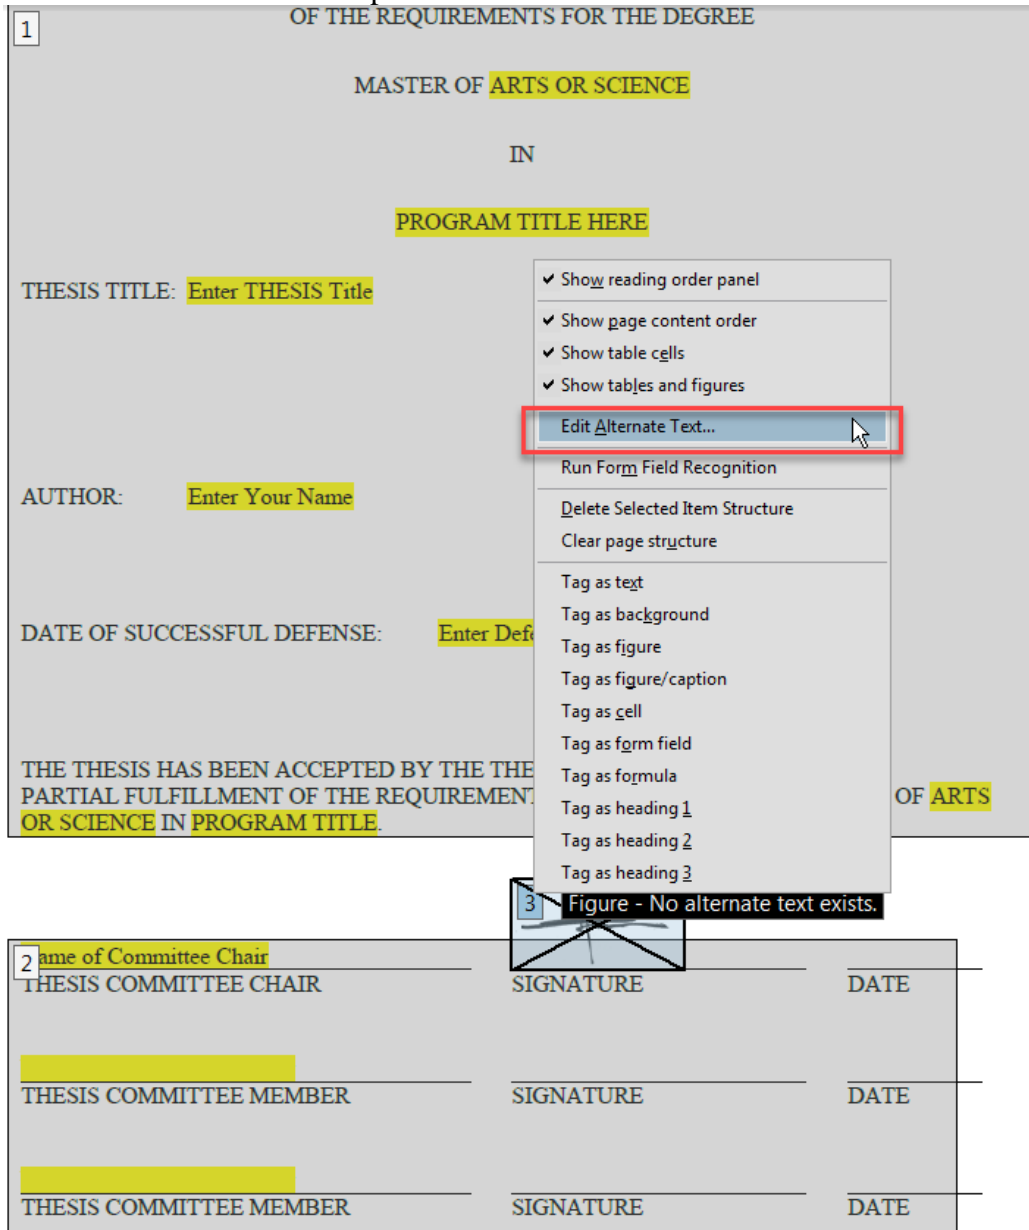 OF THE REQUIREMENTS FOR THE DEGREE
1
MASTER OF ARTS OR SCIENCE
IN
PROGRAM TITLE HERE
THESIS TITLE: Enter THESIS Title
AUTHOR: Enter Your Name
DATE OF SUCCESSFUL DEFENSE: Enter Defe
THE THESIS HAS BEEN ACCEPTED BY THE THE
PARTIAL FULFILLMENT OF THE REQUIREMENT OF ARTS
OR SCIENCE IN PROGRAM TITLE.
Show reading order panel
Show page content order
Show table cells
Show tables and figures
Edit Alternate Text...
Run Form Field Recognition
Delete Selected Item Structure
Clear page structure
Tag as text
Tag as background
Tag as figure
Tag as figure/caption
Tag as cell
Tag as form field
Tag as formula
Tag as heading 1
Tag as heading 2
Tag as heading 3
3 Figure - No alternate text exists.
2 ame of Committee Chair
THESIS COMMITTEE CHAIR SIGNATURE DATE
THESIS COMMITTEE MEMBER SIGNATURE DATE
THESIS COMMITTEE MEMBER SIGNATURE DATE